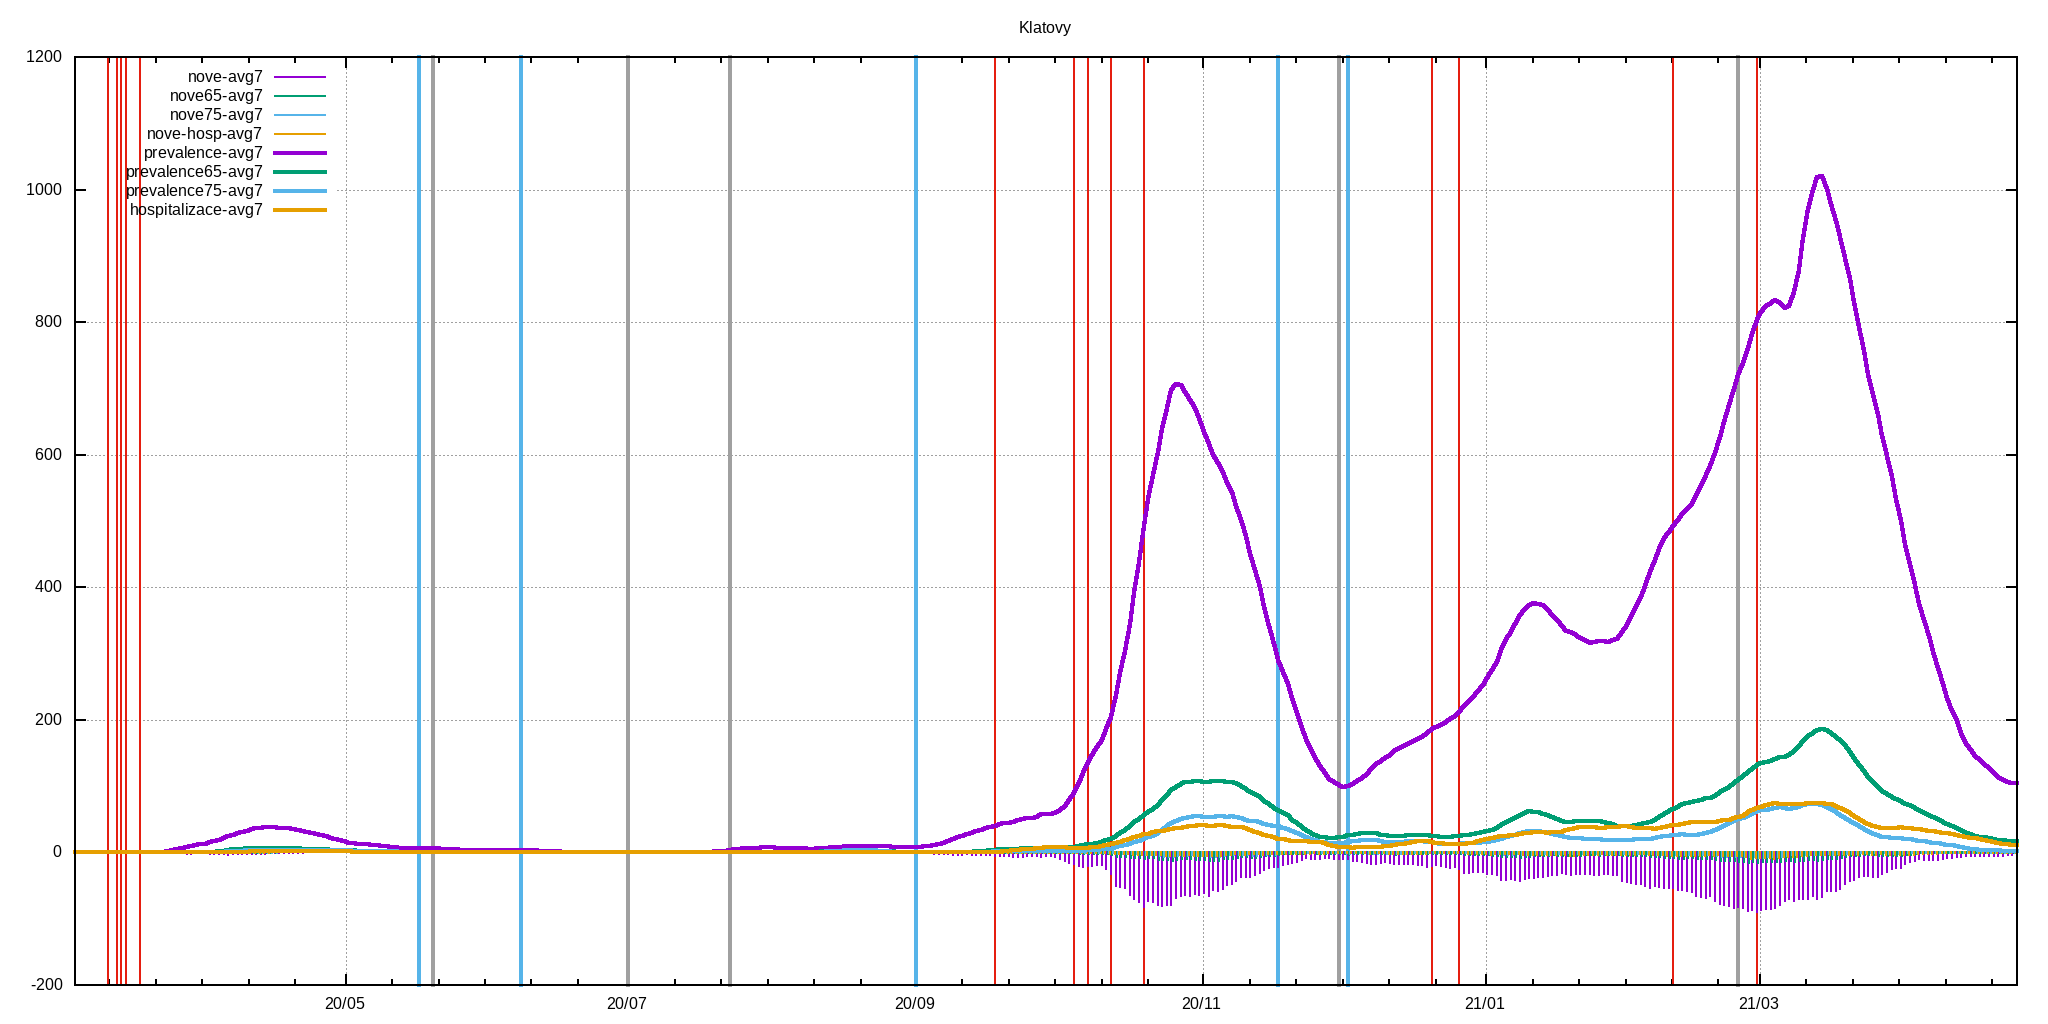 Klatovy
1200
1000
800
600
400
200
0
-200
nove-avg7
nove65-avg7
nove75-avg7
nove-hosp-avg7
prevalence-avg7
prevalence65-avg7
prevalence75-avg7
hospitalizace-avg7
20/05
20/07
20/09
20/11
21/01
21/03